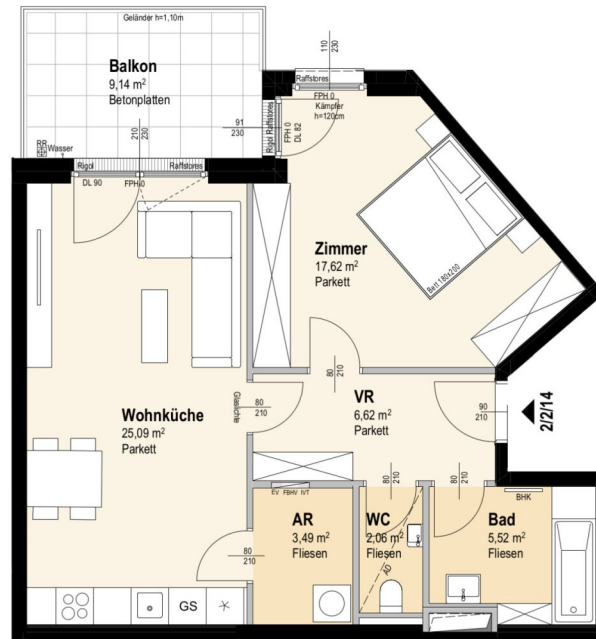 Geländer h=1,10m
Balkon
9,14 m²
Betonplatten
Wasser
210
230
Rigol
Raffstores
DL 90
FPH 0
91
230
Rigol Raffstores
FPH 0
DL 82
110
230
Raffstores
FPH 0
Kämpfer
h=120cm
Zimmer
17,62 m²
Parkett
Bett 180x200
80
210
Wohnküche
25,09 m²
Parkett
Glaslichte
80
210
VR
6,62 m²
Parkett
90
210
2/2/14
80
210
80
210
EV FBHV IVT
AR
3,49 m²
Fliesen
80
210
WC
2,06 m²
Fliesen
AD
BHK
Bad
5,52 m²
Fliesen
GS